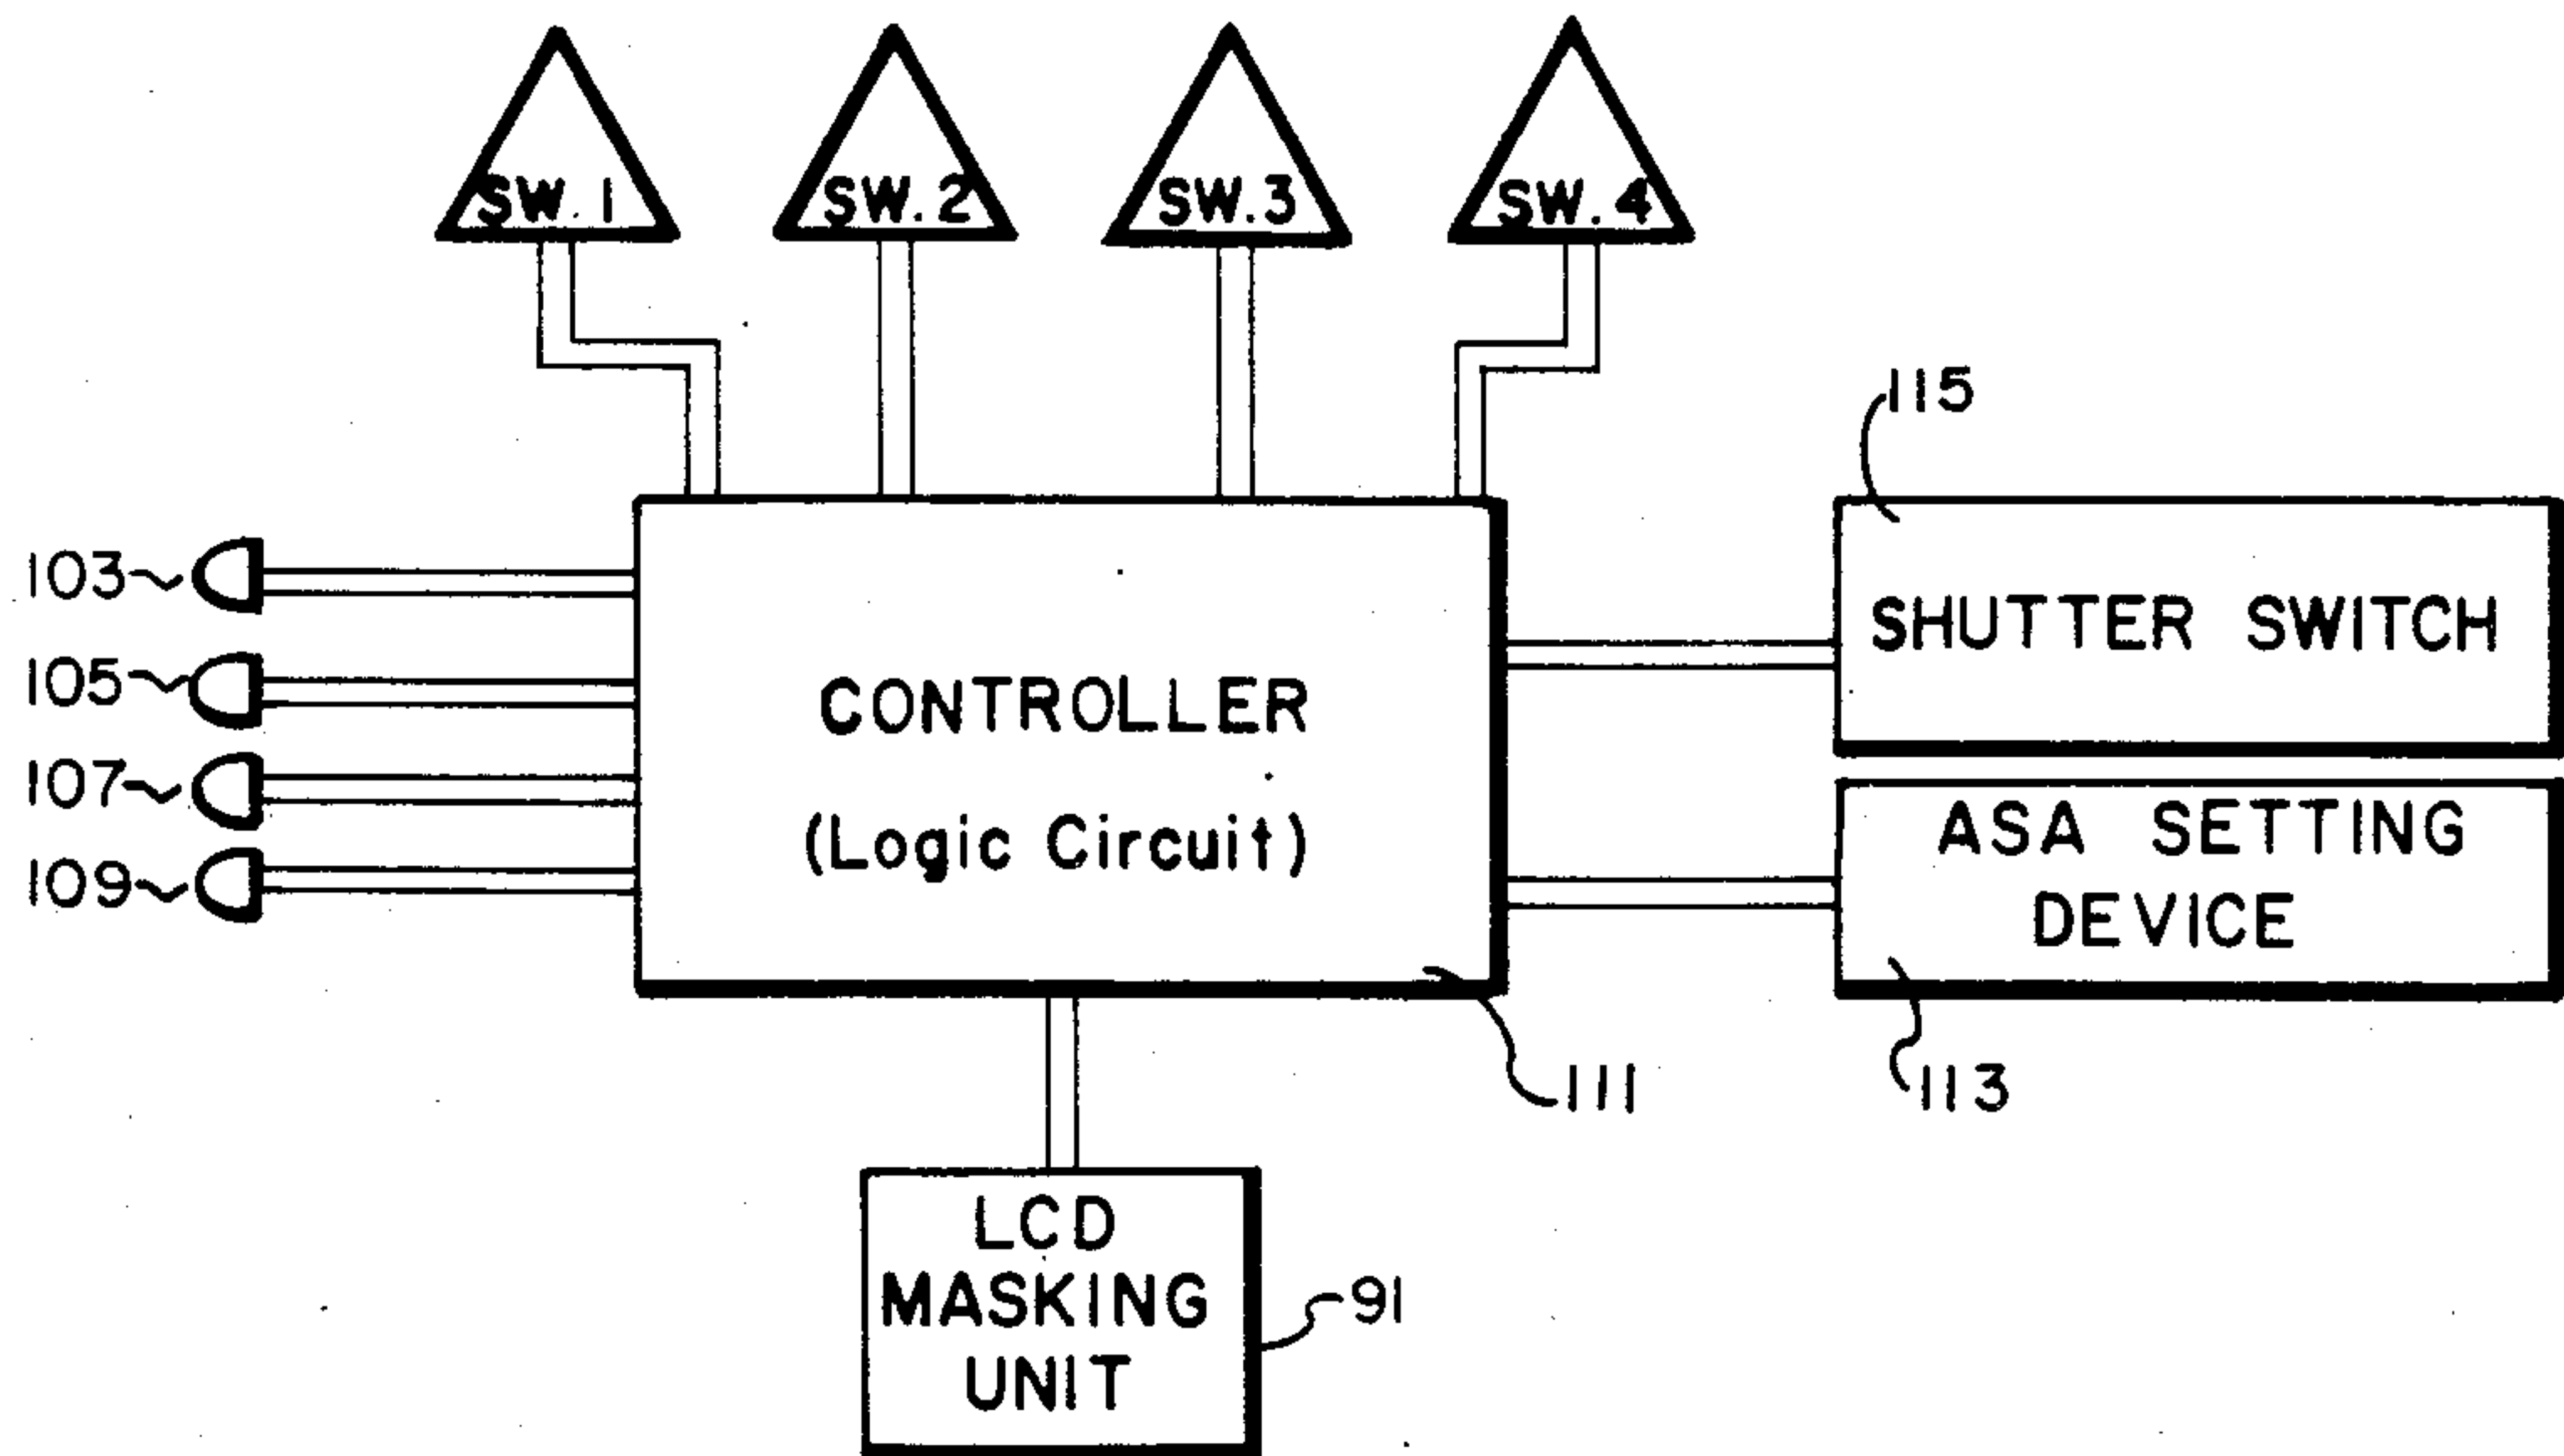 SW. 1
SW. 2
SW. 3
SW. 4
115
103
SHUTTER SWITCH
105
CONTROLLER
107
(Logic Circuit)
ASA SETTING
109
DEVICE
111
113
LCD
MASKING
91
UNIT